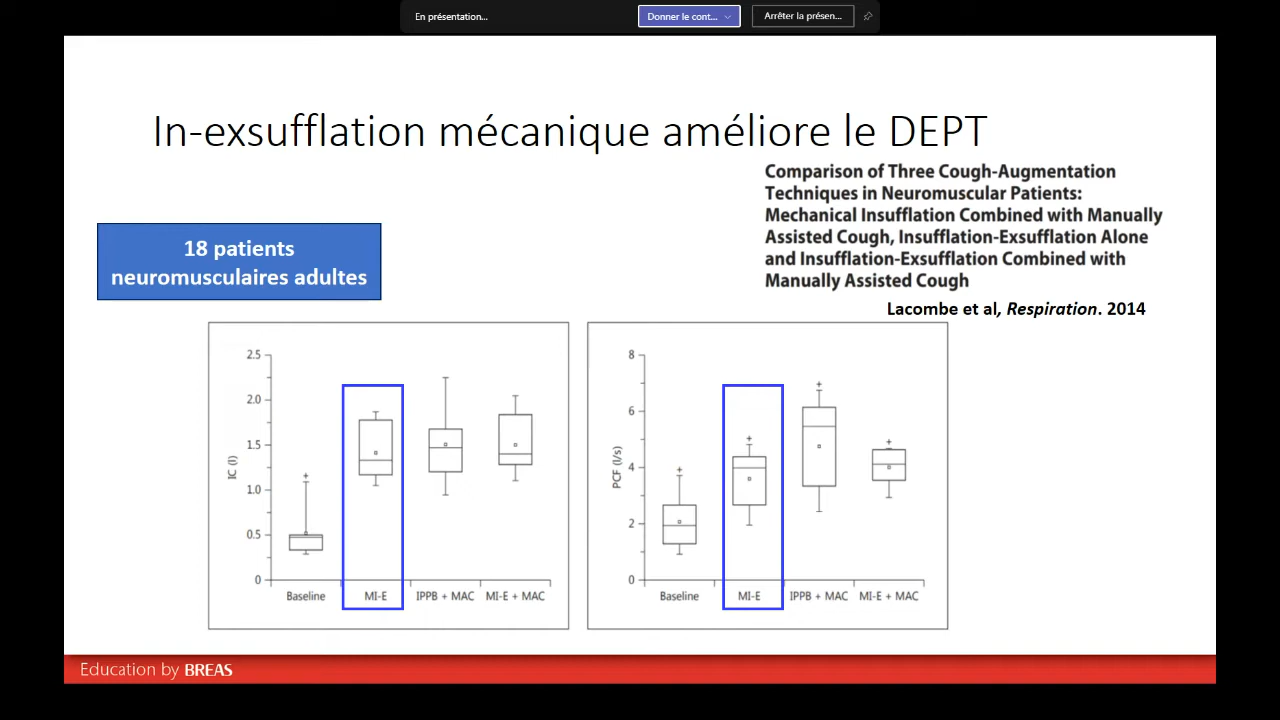 En présentation...
Donner le cont...
Arrêter la présen...
In-exsufflation mécanique améliore le DEPT
Comparison of Three Cough-Augmentation
Techniques in Neuromuscular Patients:
Mechanical Insufflation Combined with Manually
Assisted Cough, Insufflation-Exsufflation Alone
and Insufflation-Exsufflation Combined with
Manually Assisted Cough
Lacombe et al, Respiration. 2014
18 patients
neuromusculaires adultes
IC (l)
2.5
2.0
1.5
1.0
0.5
0
Baseline
MI-E
IPPB + MAC
MI-E + MAC
PCF (l/s)
8
6
4
2
0
Baseline
MI-E
IPPB + MAC
MI-E + MAC
Education by BREAS